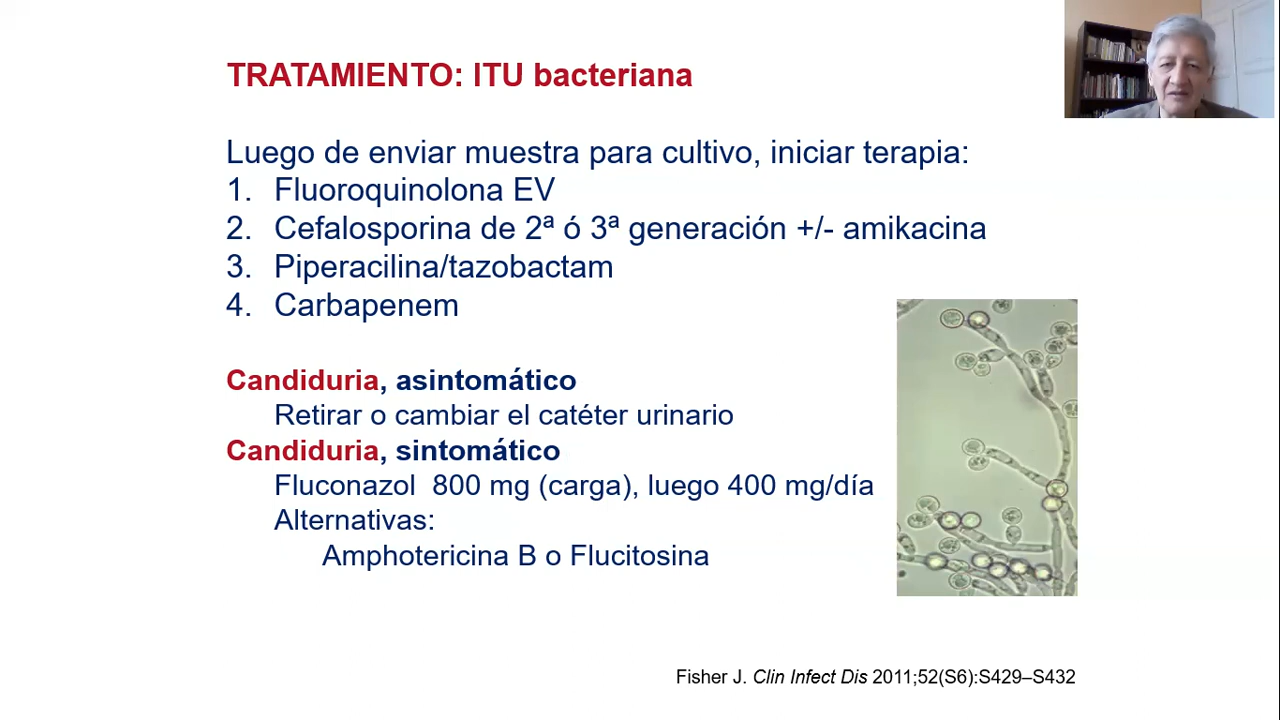 TRATAMIENTO: ITU bacteriana
Luego de enviar muestra para cultivo, iniciar terapia:
1. Fluoroquinolona EV
2. Cefalosporina de 2ª ó 3ª generación +/- amikacina
3. Piperacilina/tazobactam
4. Carbapenem
Candiduria, asintomático
Retirar o cambiar el catéter urinario
Candiduria, sintomático
Fluconazol 800 mg (carga), luego 400 mg/día
Alternativas:
Amphotericina B o Flucitosina
Fisher J. Clin Infect Dis 2011;52(S6):S429–S432